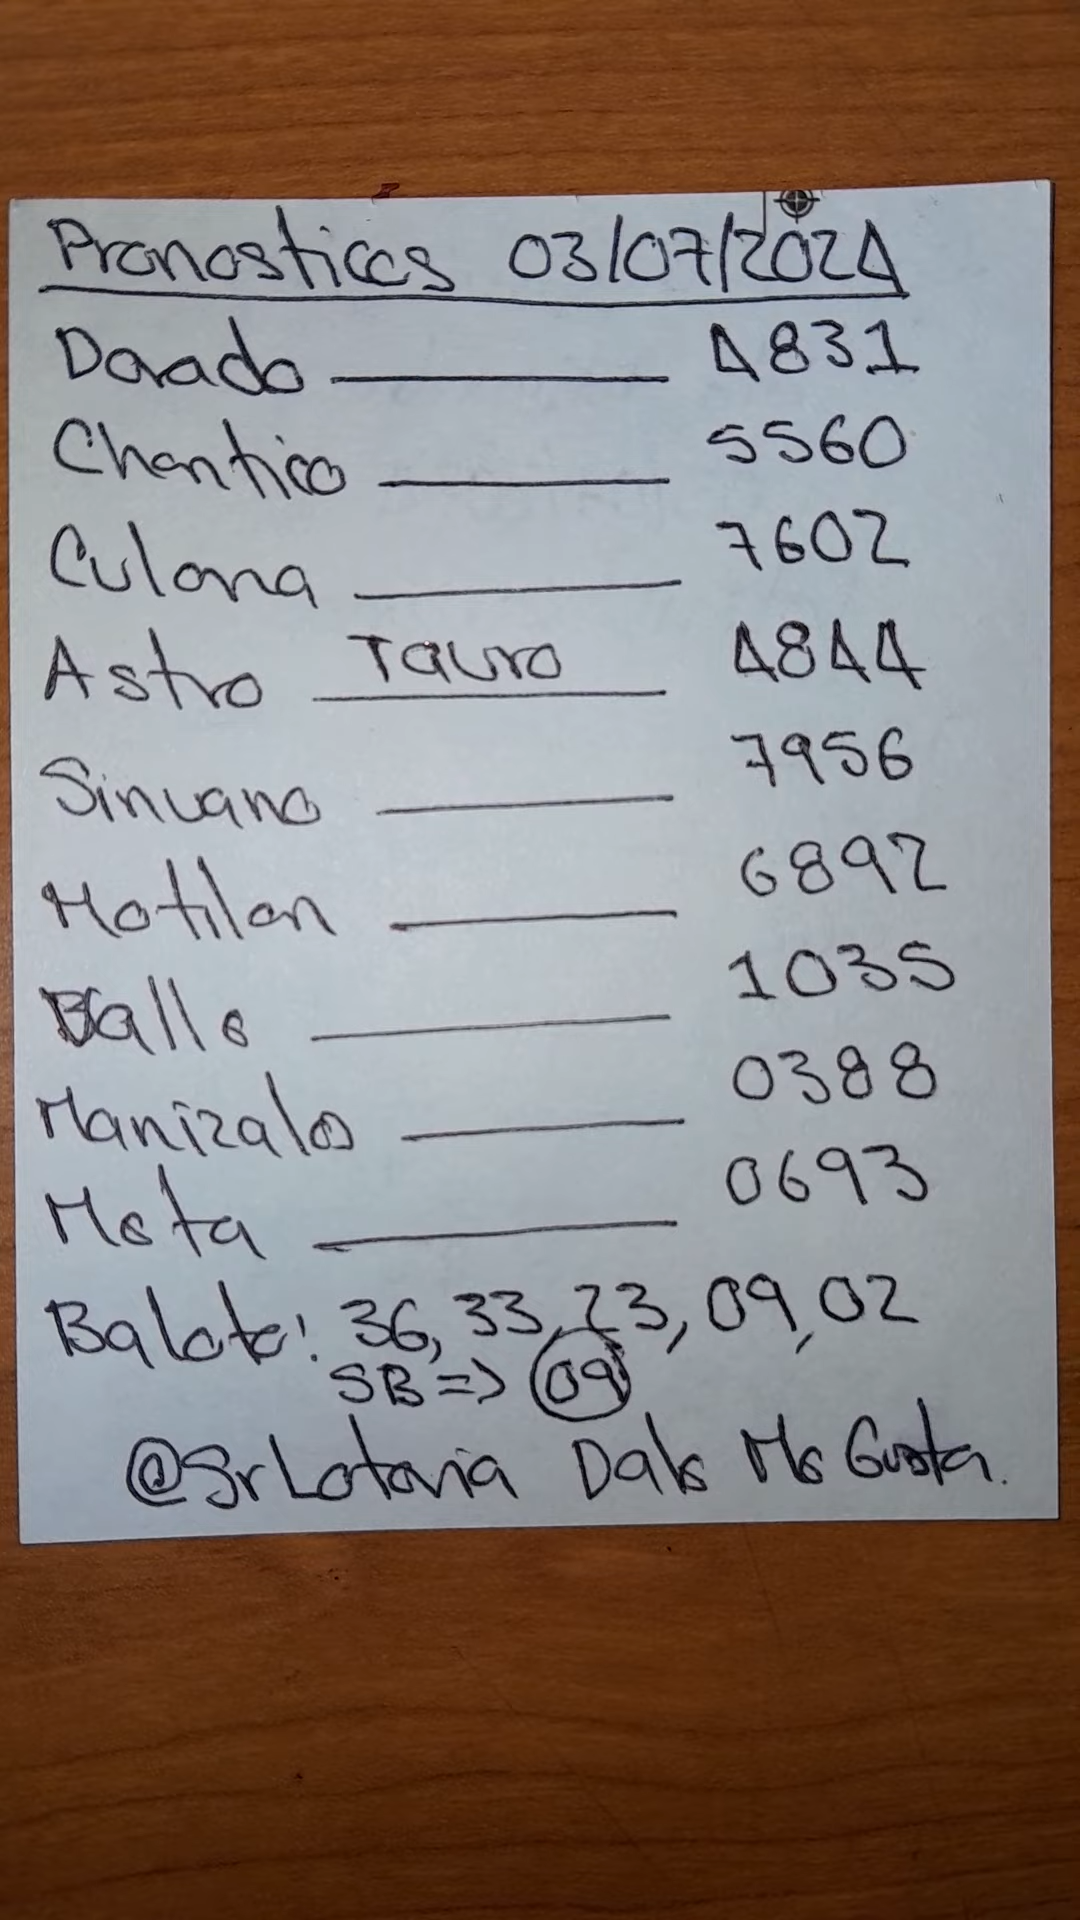 Pronosticos 03/07/2024
Dorado 4831
Chontico 5560
Culona 7602
Astro Tauro 4844
Sinuano 7956
Motilon 6892
Valle 1035
Manizales 0388
Meta 0693
Baloto: 36, 33, 23, 09, 02
SB => 09
@SrLoteria Dale Me Gusta.